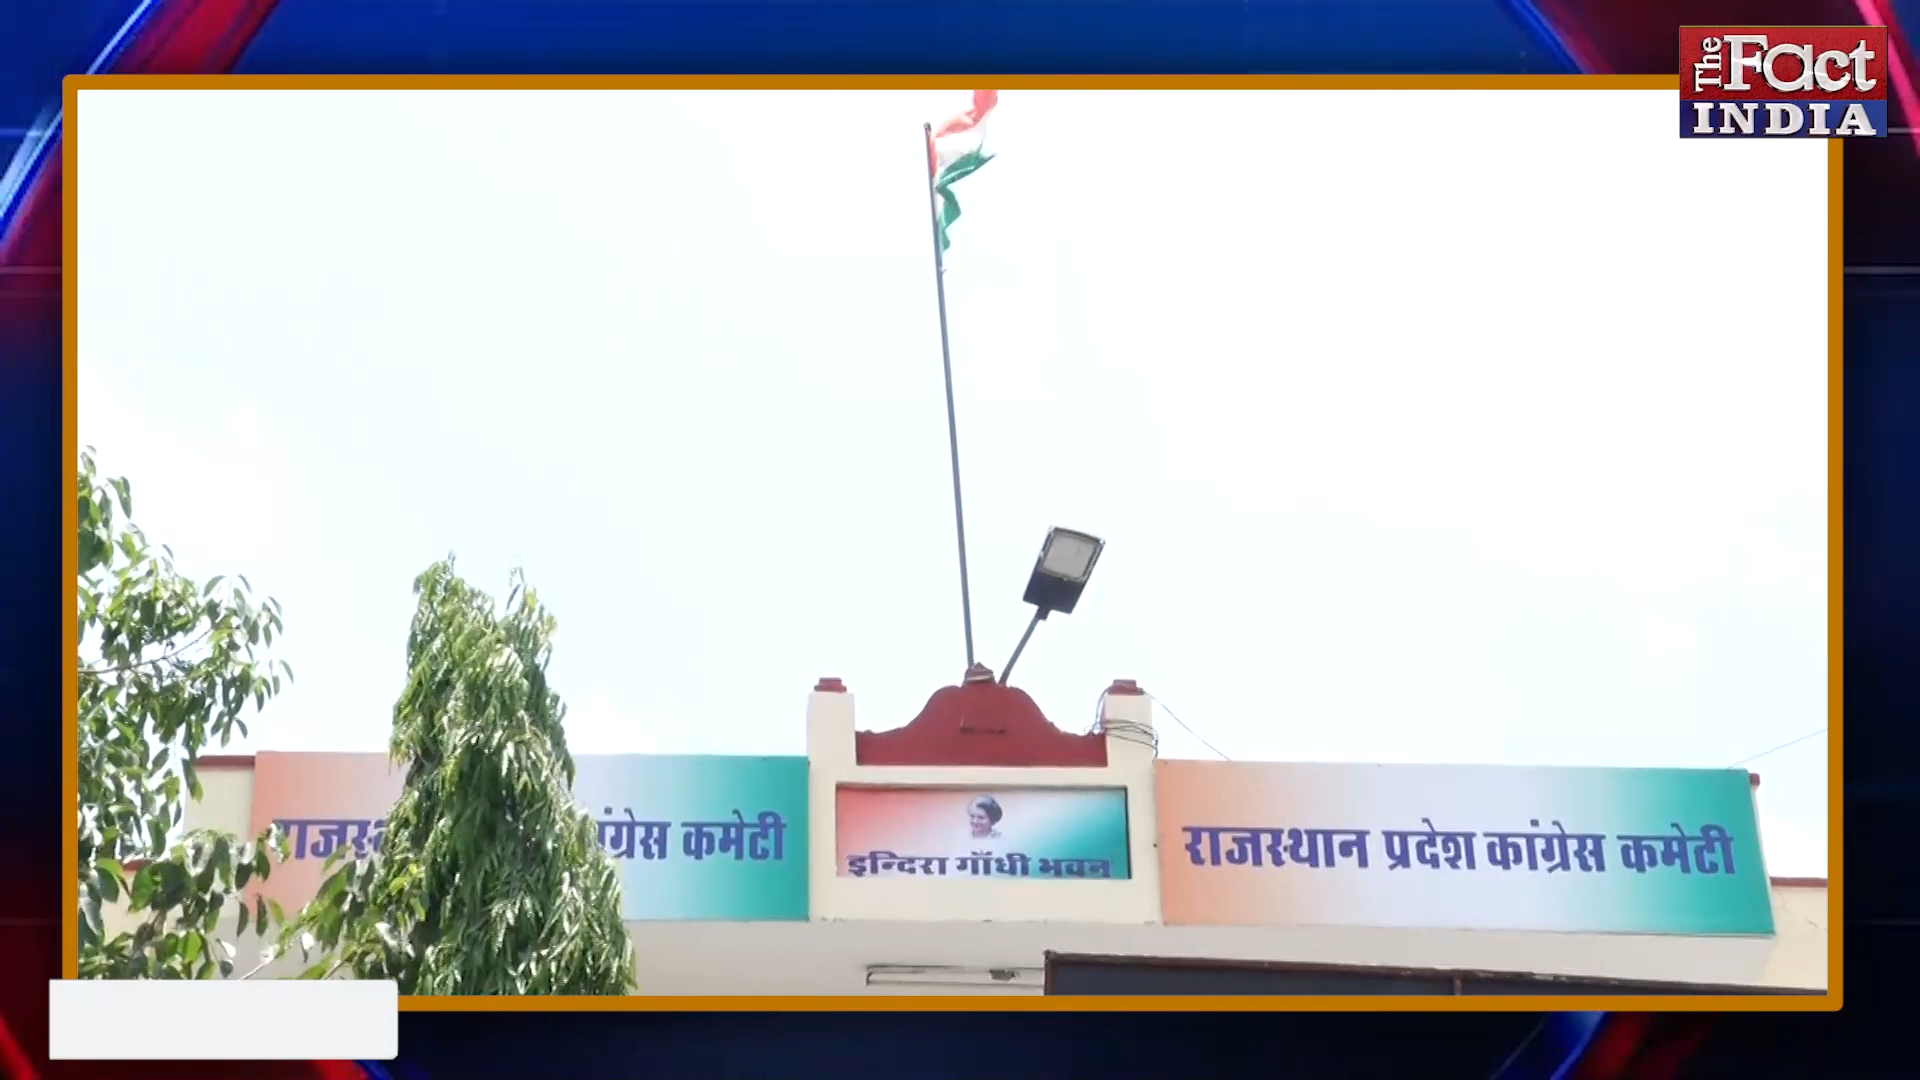 The Fact
INDIA
कमेटी
इन्दिरा गाँधी भवन
राजस्थान प्रदेश कांग्रेस कमेटी